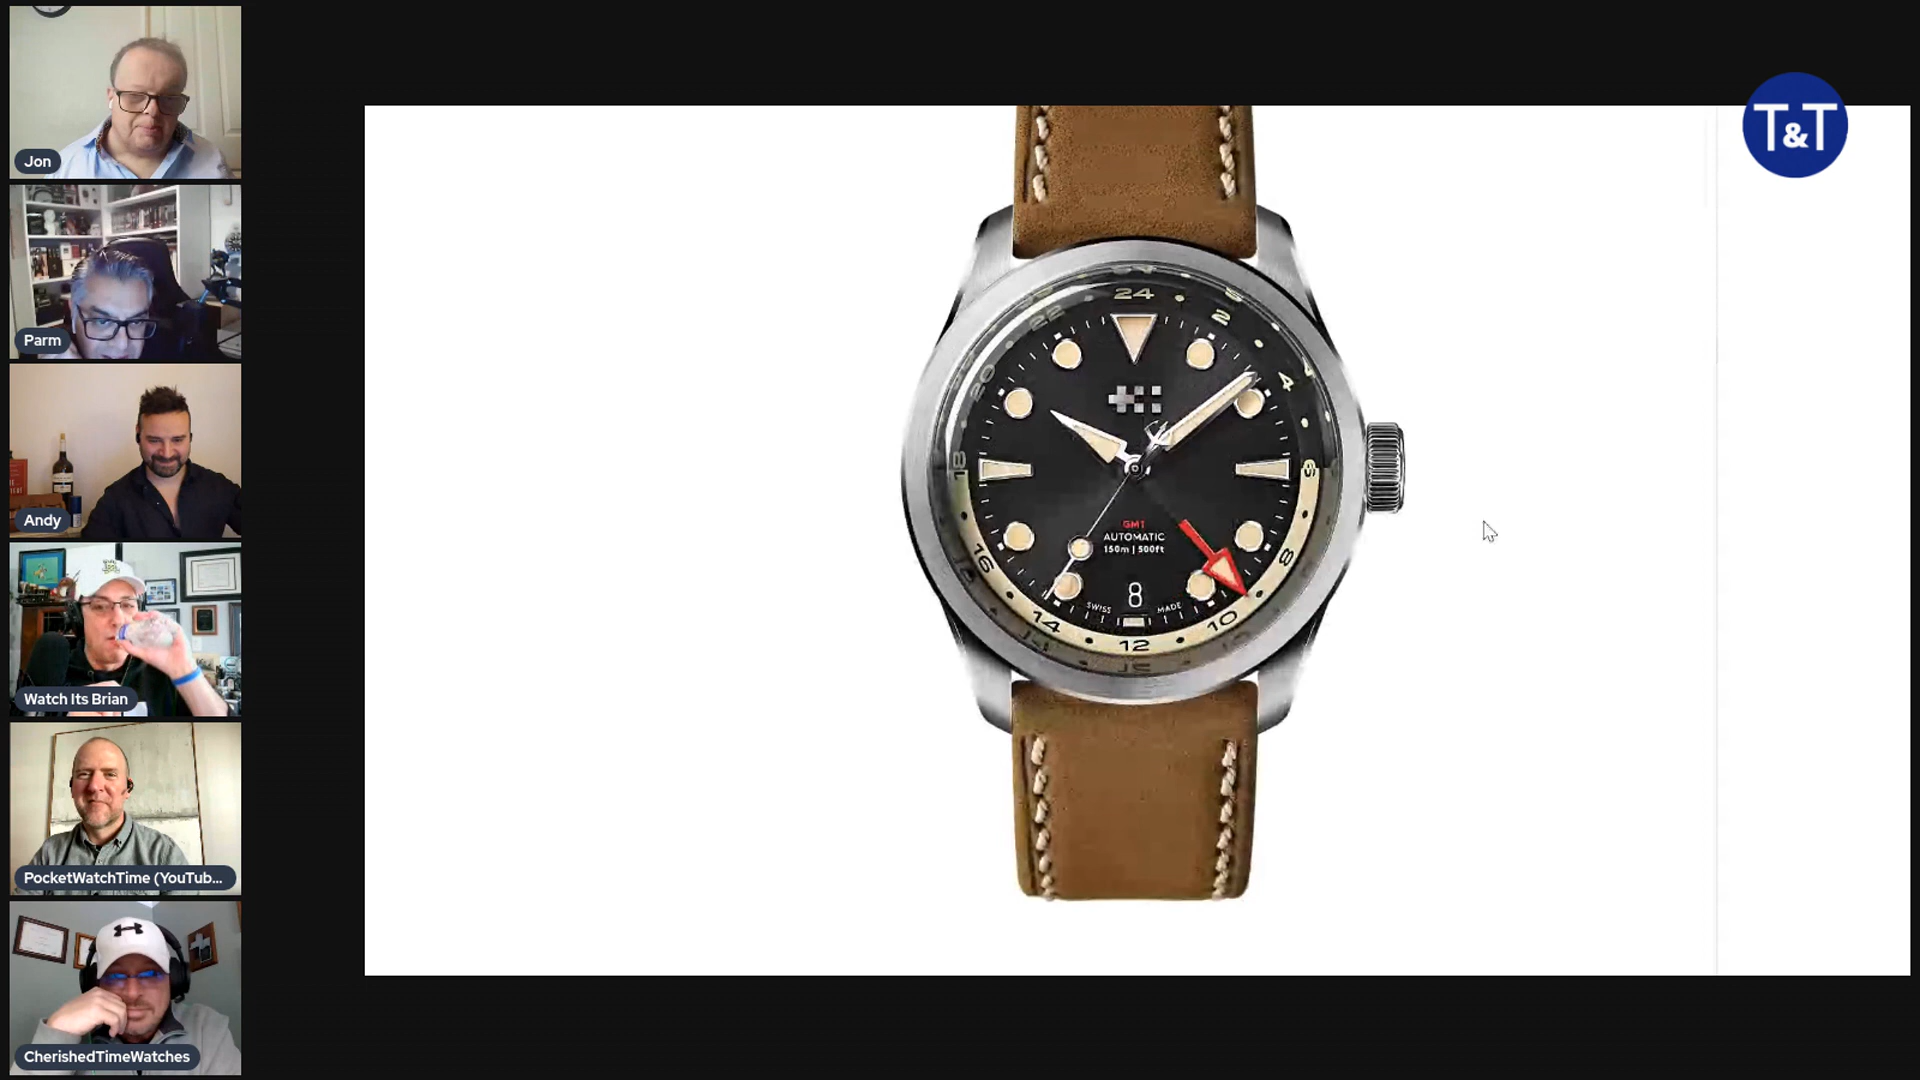 Jon
Parm
Andy
Watch Its Brian
PocketWatchTime (YouTub...
CherishedTimeWatches
T&T
24
2
4
6
8
10
12
14
16
18
20
22
GMT
AUTOMATIC
150m | 500ft
8
SWISS MADE